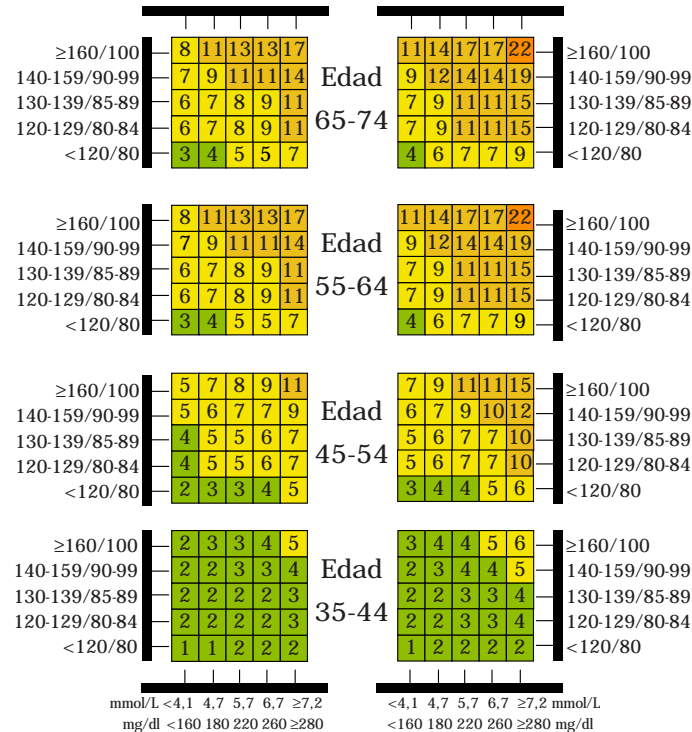 ≥160/100 8 11 13 13 17 11 14 17 17 22 ≥160/100
140-159/90-99 7 9 11 11 14 Edad 9 12 14 14 19 140-159/90-99
130-139/85-89 6 7 8 9 11 7 9 11 11 15 130-139/85-89
65-74
120-129/80-84 6 7 8 9 11 7 9 11 11 15 120-129/80-84
<120/80 3 4 5 5 7 4 6 7 7 9 <120/80
≥160/100 8 11 13 13 17 11 14 17 17 22 ≥160/100
140-159/90-99 7 9 11 11 14 Edad 9 12 14 14 19 140-159/90-99
130-139/85-89 6 7 8 9 11 7 9 11 11 15 130-139/85-89
55-64
120-129/80-84 6 7 8 9 11 7 9 11 11 15 120-129/80-84
<120/80 3 4 5 5 7 4 6 7 7 9 <120/80
≥160/100 5 7 8 9 11 7 9 11 11 15 ≥160/100
140-159/90-99 5 6 7 7 9 Edad 6 7 9 10 12 140-159/90-99
130-139/85-89 4 5 5 6 7 5 6 7 7 10 130-139/85-89
45-54
120-129/80-84 4 5 5 6 7 5 6 7 7 10 120-129/80-84
<120/80 2 3 3 4 5 3 4 4 5 6 <120/80
≥160/100 2 3 3 4 5 3 4 4 5 6 ≥160/100
140-159/90-99 2 2 3 3 4 Edad 2 3 4 4 5 140-159/90-99
130-139/85-89 2 2 2 2 3 2 2 3 3 4 130-139/85-89
35-44
120-129/80-84 2 2 2 2 3 2 2 3 3 4 120-129/80-84
<120/80 1 1 2 2 2 1 2 2 2 2 <120/80
mmol/L <4,1 4,7 5,7 6,7 ≥7,2 <4,1 4,7 5,7 6,7 ≥7,2 mmol/L
mg/dl <160 180 220 260 ≥280 <160 180 220 260 ≥280 mg/dl